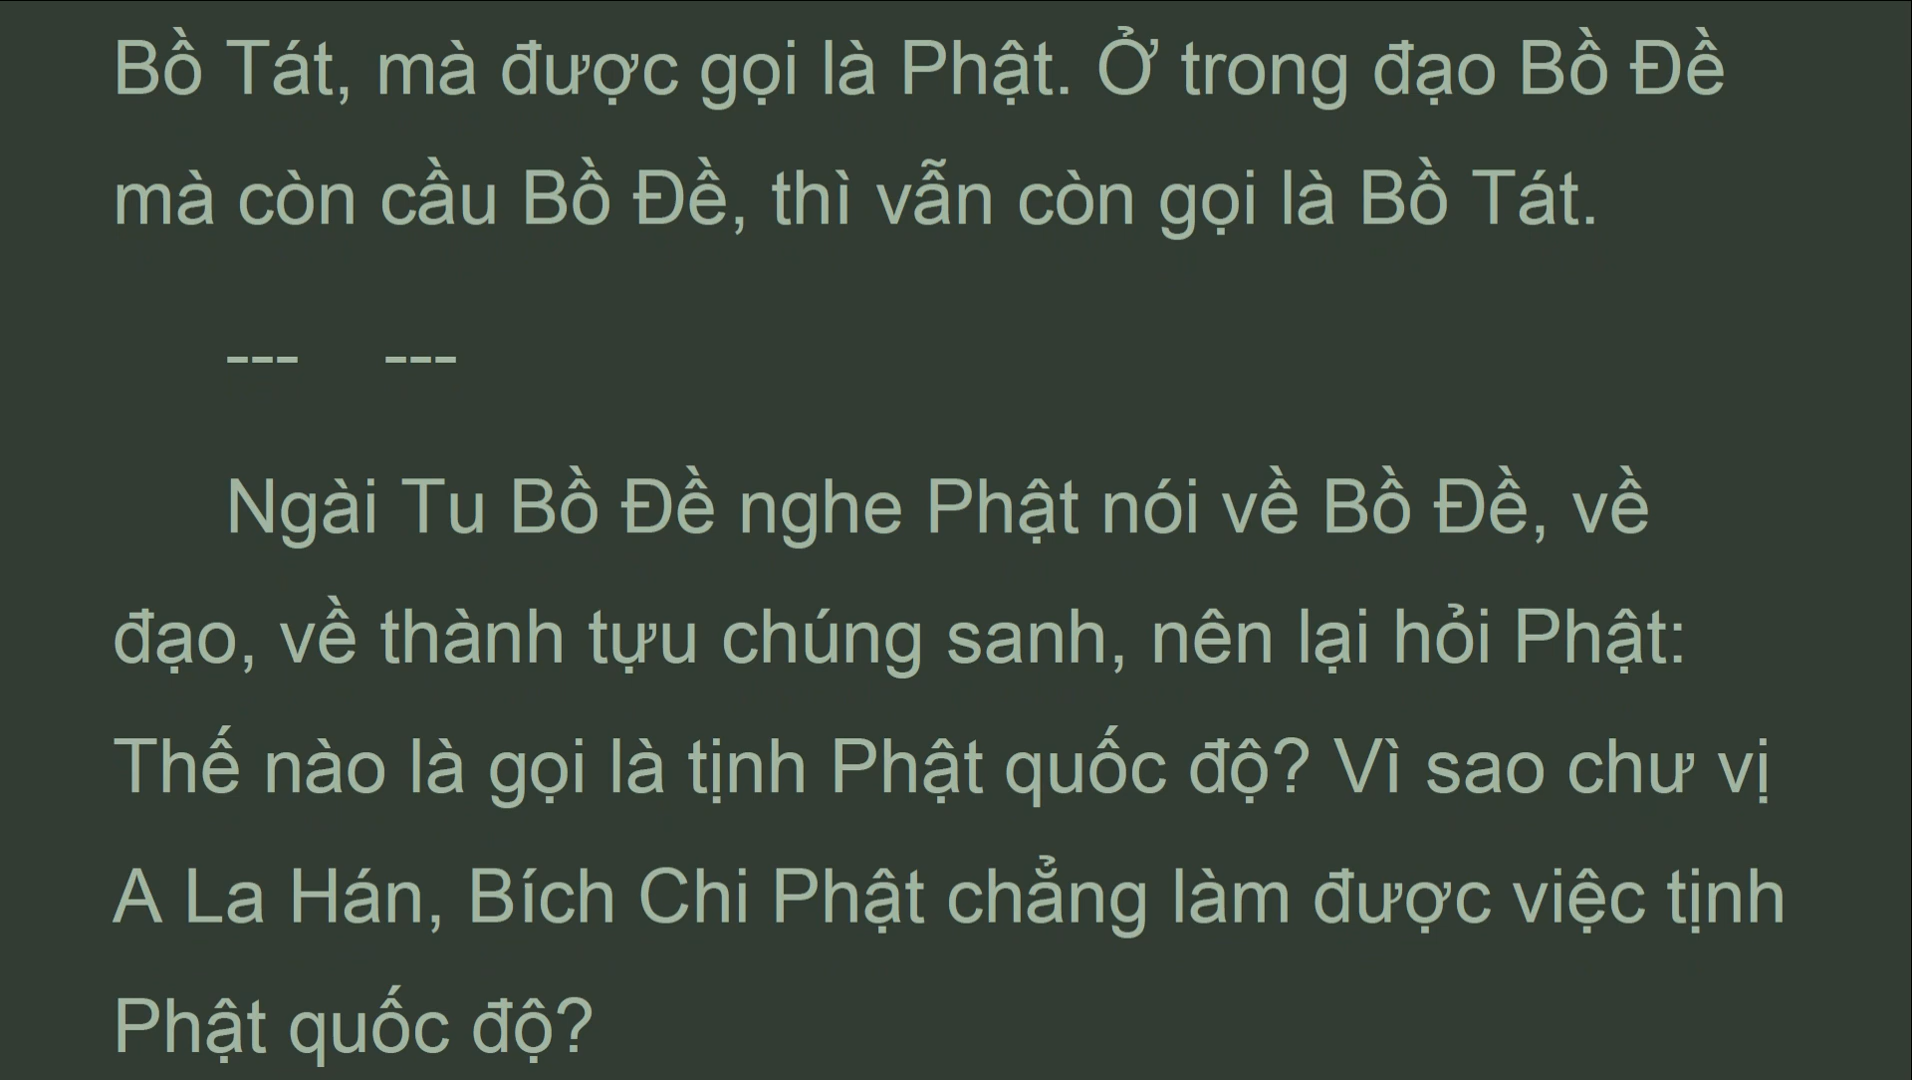 Bồ Tát, mà được gọi là Phật. Ở trong đạo Bồ Đề
mà còn cầu Bồ Đề, thì vẫn còn gọi là Bồ Tát.
--- ---
Ngài Tu Bồ Đề nghe Phật nói về Bồ Đề, về
đạo, về thành tựu chúng sanh, nên lại hỏi Phật:
Thế nào là gọi là tịnh Phật quốc độ? Vì sao chư vị
A La Hán, Bích Chi Phật chẳng làm được việc tịnh
Phật quốc độ?